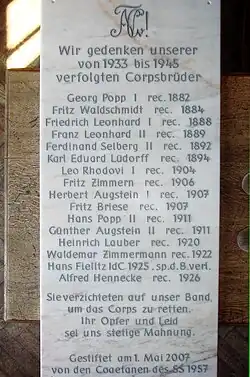 Wir gedenken unserer
von 1933 bis 1945
verfolgten Corpsbrüder
Georg Popp I rec. 1882
Fritz Waldschmidt rec. 1884
Friedrich Leonhard I rec. 1888
Franz Leonhard II rec. 1889
Ferdinand Selberg II rec. 1892
Karl Eduard Lüdorff rec. 1894
Leo Rhodovi I rec. 1904
Fritz Zimmern rec. 1906
Herbert Augstein I rec. 1907
Fritz Briese rec. 1907
Hans Popp II rec. 1911
Günther Augstein II rec. 1911
Heinrich Lauber rec. 1920
Waldemar Zimmermann rec. 1922
Hans Fielitz IdC 1925, sp.d.B.verl.
Alfred Hennecke rec. 1926
Sie verzichteten auf unser Band,
um das Corps zu retten.
Ihr Opfer und Leid
sei uns stetige Mahnung.
Gestiftet am 1. Mai 2007
von den Coaetanen des SS 1957